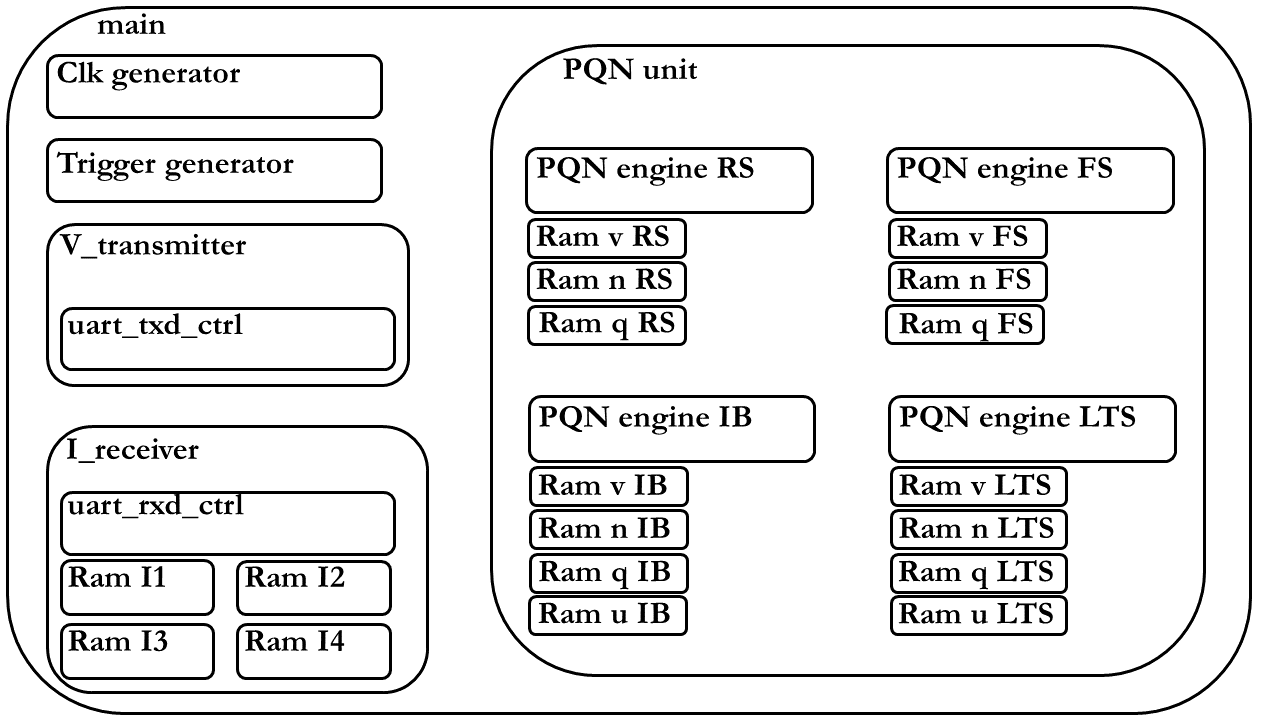 main
Clk generator
Trigger generator
V_transmitter
uart_txd_ctrl
I_receiver
uart_rxd_ctrl
Ram I1
Ram I2
Ram I3
Ram I4
PQN unit
PQN engine RS
Ram v RS
Ram n RS
Ram q RS
PQN engine FS
Ram v FS
Ram n FS
Ram q FS
PQN engine IB
Ram v IB
Ram n IB
Ram q IB
Ram u IB
PQN engine LTS
Ram v LTS
Ram n LTS
Ram q LTS
Ram u LTS